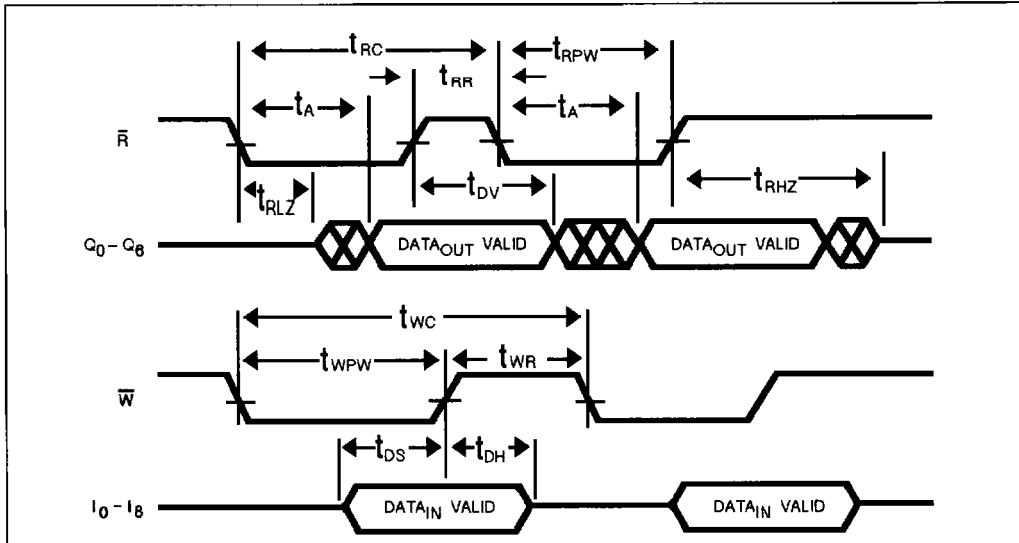 tRC
tRPW
tRR
tA
tA
R̅
tRLZ
tDV
tRHZ
Q0–Q8
DATAOUT VALID
DATAOUT VALID
tWC
tWPW
tWR
W̅
tDS
tDH
I0–I8
DATAIN VALID
DATAIN VALID